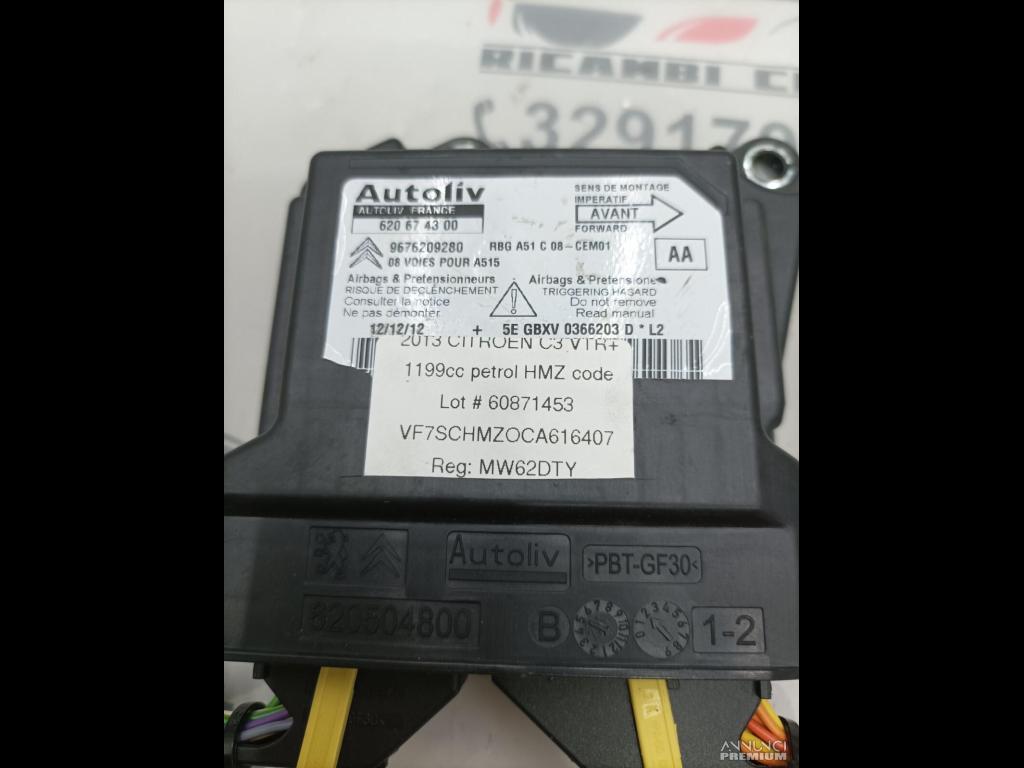 RICAMBI
329179
Autoliv
AUTOLIV FRANCE
620 67 43 00
9676209280 RBG A51 C 08-CEM01
08 VOIES POUR A515
SENS DE MONTAGE
IMPERATIF
AVANT
FORWARD
AA
Airbags & Pretensionneurs
RISQUE DE DECLENCHEMENT
Consulter la notice
Ne pas démonter
Airbags & Pretensione
TRIGGERING HASARD
Do not remove
Read manual
12/12/12 + 5E GBXV 0366203 D * L2
2013 CITROEN C3 VTR+
1199cc petrol HMZ code
Lot # 60871453
VF7SCHMZOCA616407
Reg: MW62DTY
Autoliv
>PBT-GF30<
620504800
B
1-2
ANNUNCI
PREMIUM